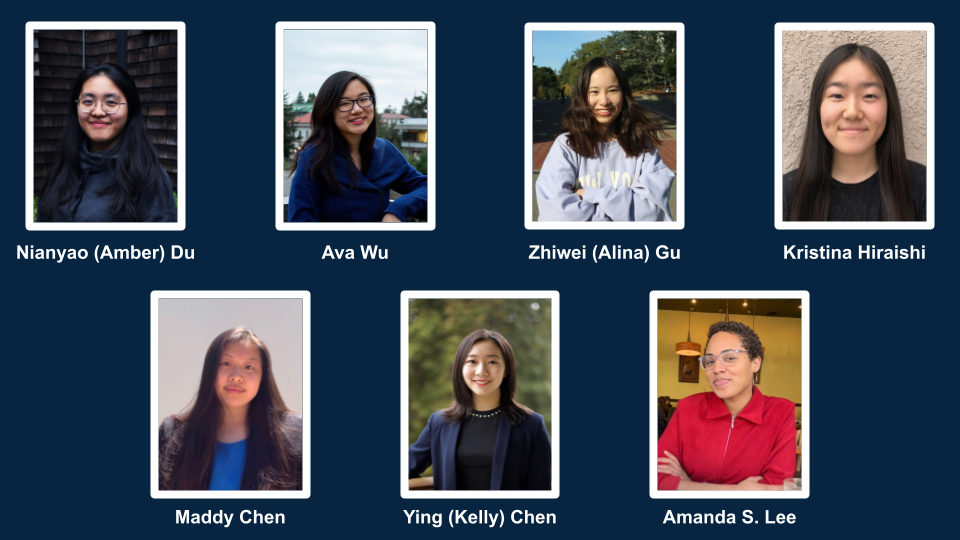 Nianyao (Amber) Du
Ava Wu
Zhiwei (Alina) Gu
Kristina Hiraishi
Maddy Chen
Ying (Kelly) Chen
Amanda S. Lee